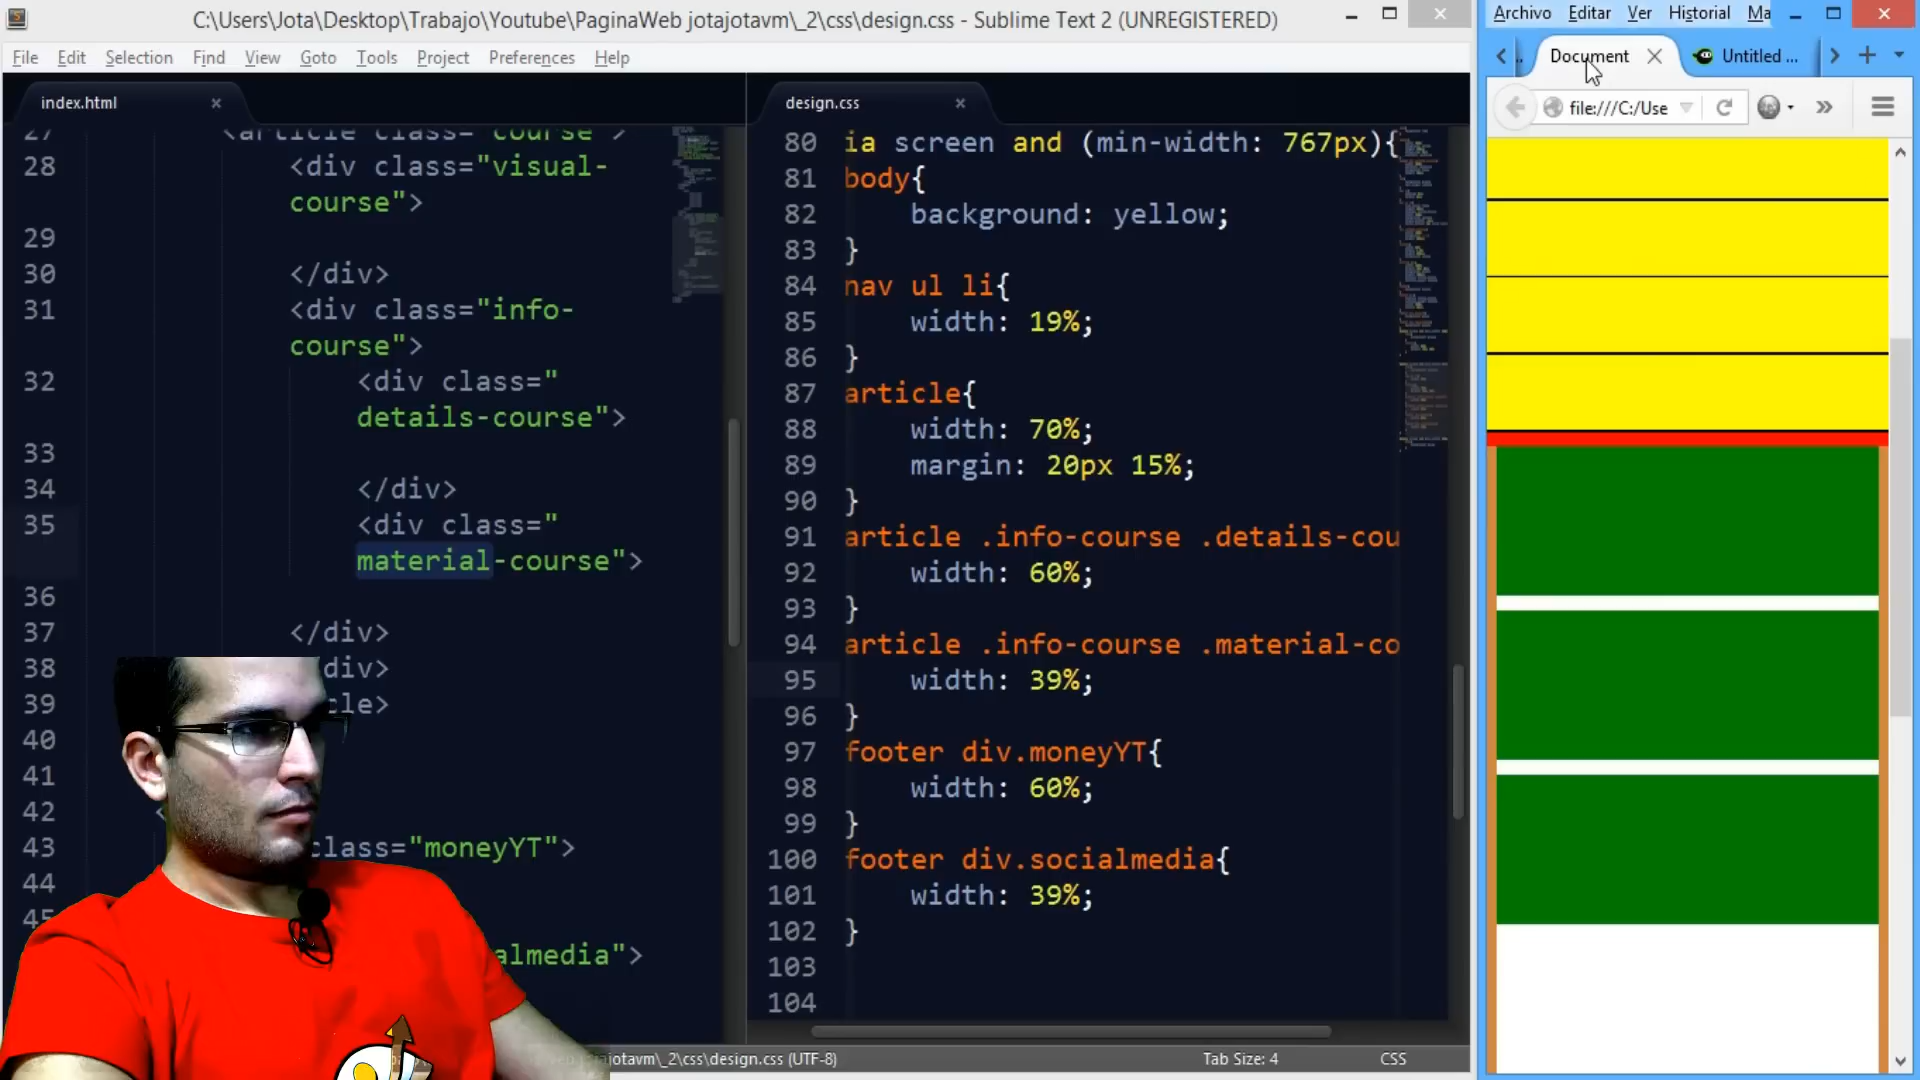 C:\Users\Jota\Desktop\Trabajo\Youtube\PaginaWeb jotajotavm\_2\css\design.css - Sublime Text 2 (UNREGISTERED)
File Edit Selection Find View Goto Tools Project Preferences Help
index.html
27 <article class="course">
28 <div class="visual-
course">
29
30 </div>
31 <div class="info-
course">
32 <div class="
details-course">
33
34 </div>
35 <div class="
material-course">
36
37 </div>
38 div>
39 cle>
40
41
42 <
43 class="moneyYT">
44
45
almedia">
design.css
80 ia screen and (min-width: 767px){
81 body{
82 background: yellow;
83 }
84 nav ul li{
85 width: 19%;
86 }
87 article{
88 width: 70%;
89 margin: 20px 15%;
90 }
91 article .info-course .details-cou
92 width: 60%;
93 }
94 article .info-course .material-co
95 width: 39%;
96 }
97 footer div.moneyYT{
98 width: 60%;
99 }
100 footer div.socialmedia{
101 width: 39%;
102 }
103
104
jotavm\_2\css\design.css (UTF-8)
Tab Size: 4
CSS
Archivo Editar Ver Historial Ma
Document
Untitled ...
file:///C:/Use